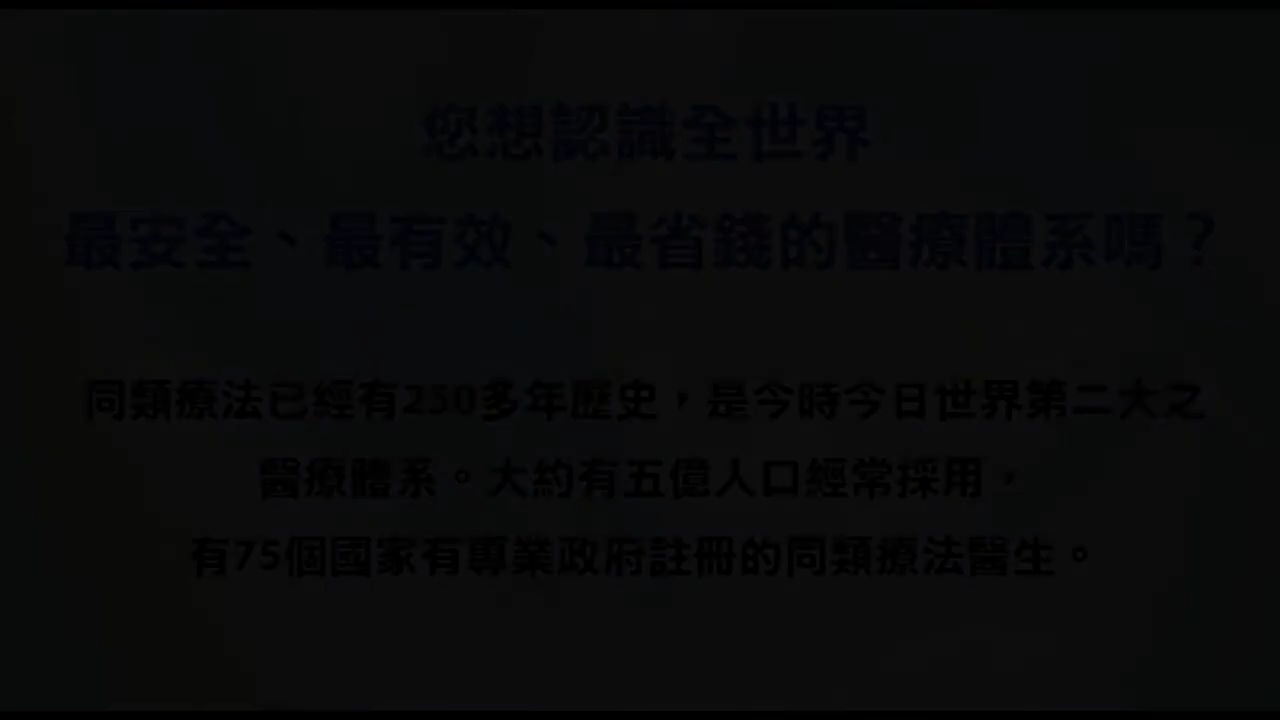 您想認識全世界
最安全、最有效、最省錢的醫療體系嗎？
同類療法已經有250多年歷史，是今時今日世界第二大之
醫療體系。大約有五億人口經常採用，
有75個國家有專業政府註冊的同類療法醫生。